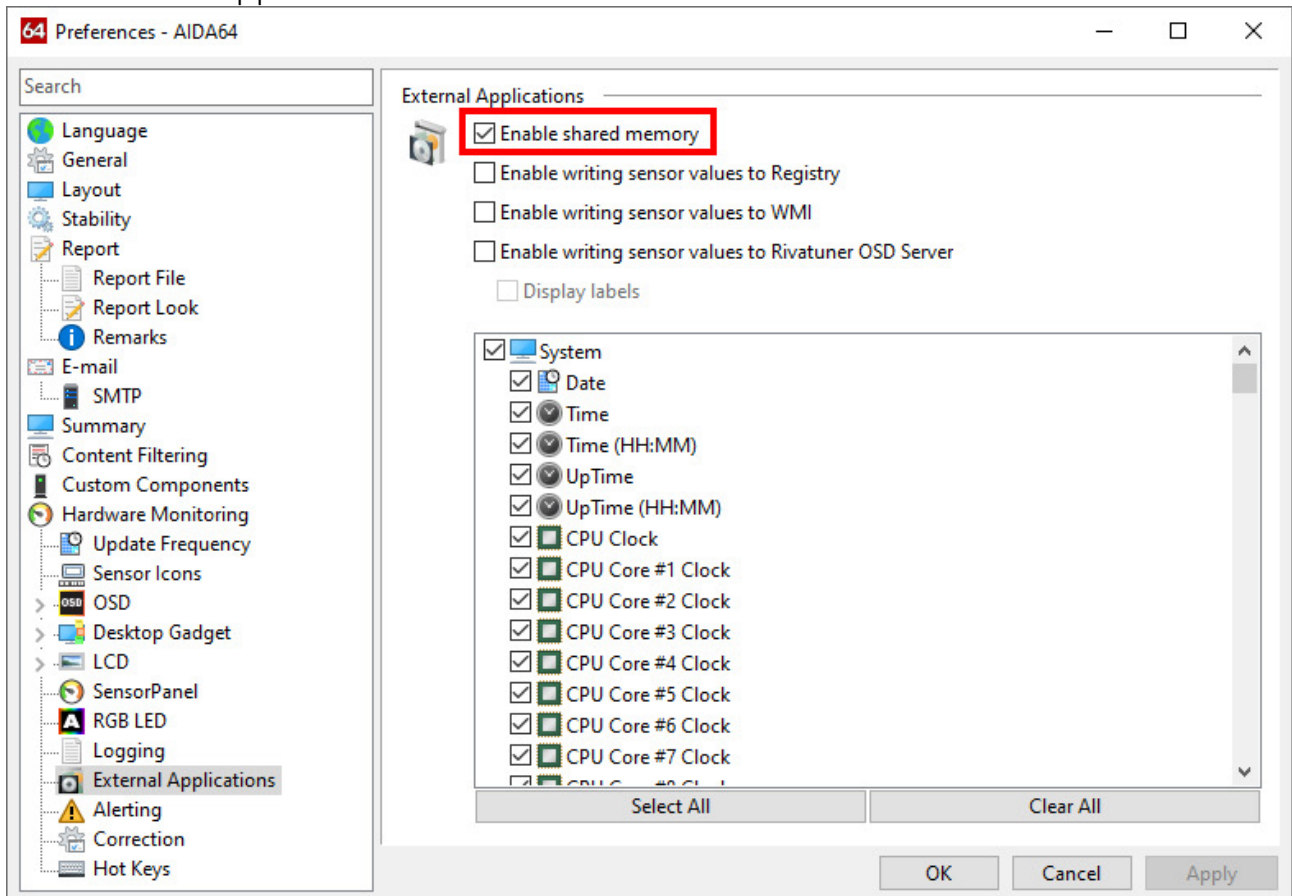 64 Preferences - AIDA64
Search
Language
General
Layout
Stability
Report
Report File
Report Look
Remarks
E-mail
SMTP
Summary
Content Filtering
Custom Components
Hardware Monitoring
Update Frequency
Sensor Icons
OSD OSD
Desktop Gadget
LCD
SensorPanel
A RGB LED
Logging
External Applications
Alerting
Correction
Hot Keys
External Applications
Enable shared memory
Enable writing sensor values to Registry
Enable writing sensor values to WMI
Enable writing sensor values to Rivatuner OSD Server
Display labels
System
Date
Time
Time (HH:MM)
UpTime
UpTime (HH:MM)
CPU Clock
CPU Core #1 Clock
CPU Core #2 Clock
CPU Core #3 Clock
CPU Core #4 Clock
CPU Core #5 Clock
CPU Core #6 Clock
CPU Core #7 Clock
Select All
Clear All
OK
Cancel
Apply